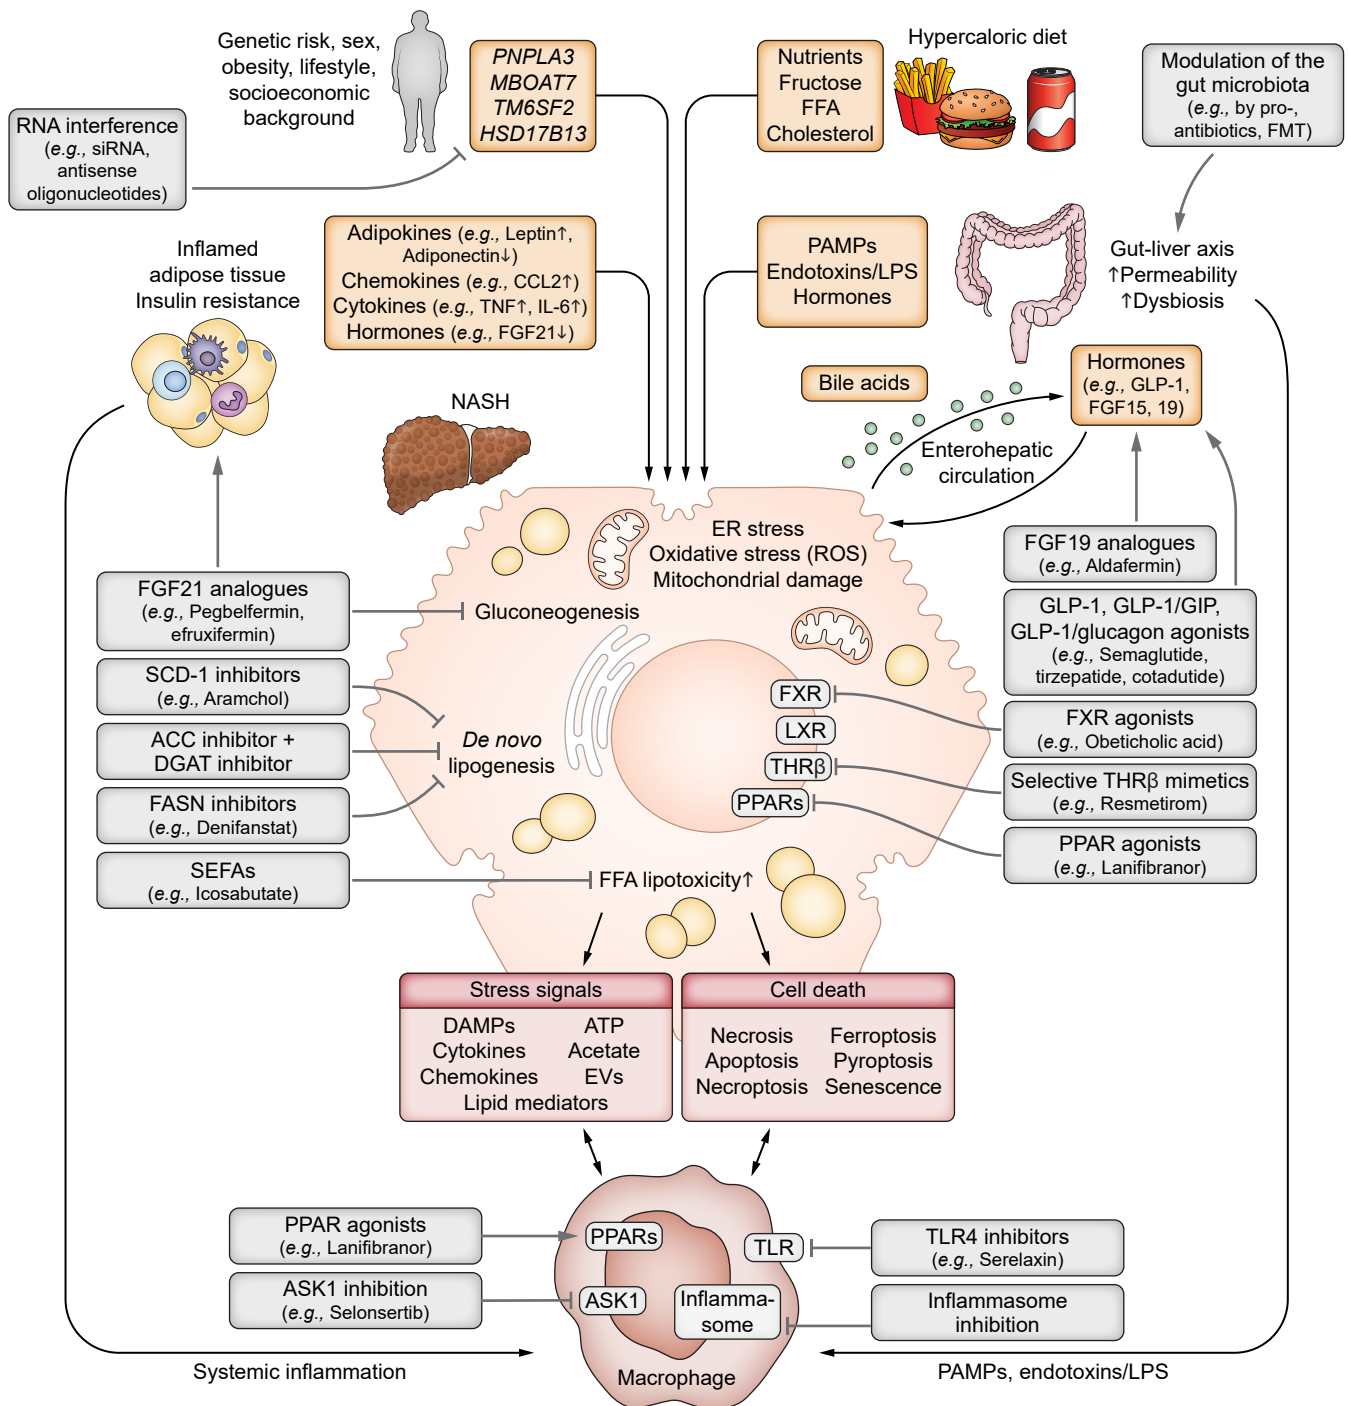 Genetic risk, sex,
obesity, lifestyle,
socioeconomic
background
PNPLA3
MBOAT7
TM6SF2
HSD17B13
Nutrients
Fructose
FFA
Cholesterol
Hypercaloric diet
Modulation of the
gut microbiota
(e.g., by pro-,
antibiotics, FMT)
RNA interference
(e.g., siRNA,
antisense
oligonucleotides)
Inflamed
adipose tissue
Insulin resistance
Adipokines (e.g., Leptin↑,
Adiponectin↓)
Chemokines (e.g., CCL2↑)
Cytokines (e.g., TNF↑, IL-6↑)
Hormones (e.g., FGF21↓)
PAMPs
Endotoxins/LPS
Hormones
Gut-liver axis
↑Permeability
↑Dysbiosis
Bile acids
Hormones
(e.g., GLP-1,
FGF15, 19)
NASH
Enterohepatic
circulation
ER stress
Oxidative stress (ROS)
Mitochondrial damage
FGF21 analogues
(e.g., Pegbelfermin,
efruxifermin)
Gluconeogenesis
SCD-1 inhibitors
(e.g., Aramchol)
ACC inhibitor +
DGAT inhibitor
De novo
lipogenesis
FASN inhibitors
(e.g., Denifanstat)
SEFAs
(e.g., Icosabutate)
FFA lipotoxicity↑
FXR
LXR
THRβ
PPARs
FGF19 analogues
(e.g., Aldafermin)
GLP-1, GLP-1/GIP,
GLP-1/glucagon agonists
(e.g., Semaglutide,
tirzepatide, cotadutide)
FXR agonists
(e.g., Obeticholic acid)
Selective THRβ mimetics
(e.g., Resmetirom)
PPAR agonists
(e.g., Lanifibranor)
Stress signals
DAMPs ATP
Cytokines Acetate
Chemokines EVs
Lipid mediators
Cell death
Necrosis Ferroptosis
Apoptosis Pyroptosis
Necroptosis Senescence
PPAR agonists
(e.g., Lanifibranor)
ASK1 inhibition
(e.g., Selonsertib)
PPARs
ASK1
TLR
Inflamma-
some
Macrophage
TLR4 inhibitors
(e.g., Serelaxin)
Inflammasome
inhibition
Systemic inflammation
PAMPs, endotoxins/LPS